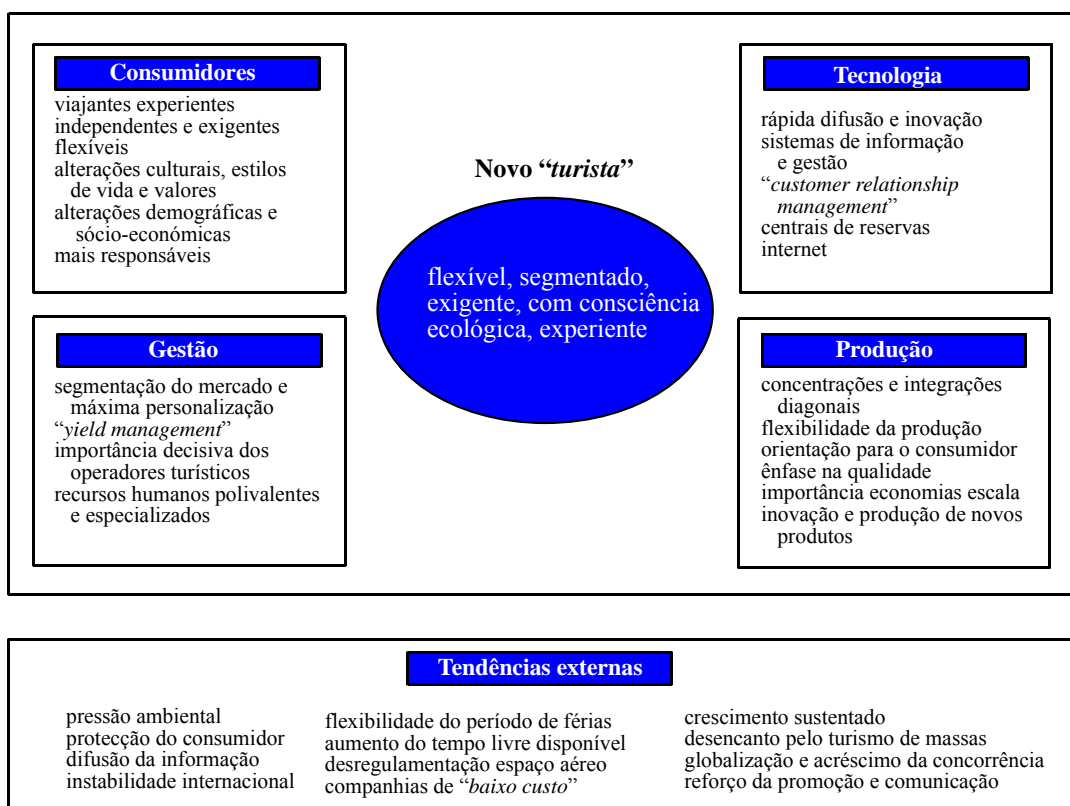 Consumidores
viajantes experientes
independentes e exigentes
flexíveis
alterações culturais, estilos
de vida e valores
alterações demográficas e
sócio-económicas
mais responsáveis
Tecnologia
rápida difusão e inovação
sistemas de informação
e gestão
“customer relationship
management”
centrais de reservas
internet
Novo “turista”
flexível, segmentado,
exigente, com consciência
ecológica, experiente
Gestão
segmentação do mercado e
máxima personalização
“yield management”
importância decisiva dos
operadores turísticos
recursos humanos polivalentes
e especializados
Produção
concentrações e integrações
diagonais
flexibilidade da produção
orientação para o consumidor
ênfase na qualidade
importância economias escala
inovação e produção de novos
produtos
Tendências externas
pressão ambiental
protecção do consumidor
difusão da informação
instabilidade internacional
flexibilidade do período de férias
aumento do tempo livre disponível
desregulamentação espaço aéreo
companhias de “baixo custo”
crescimento sustentado
desencanto pelo turismo de massas
globalização e acréscimo da concorrência
reforço da promoção e comunicação